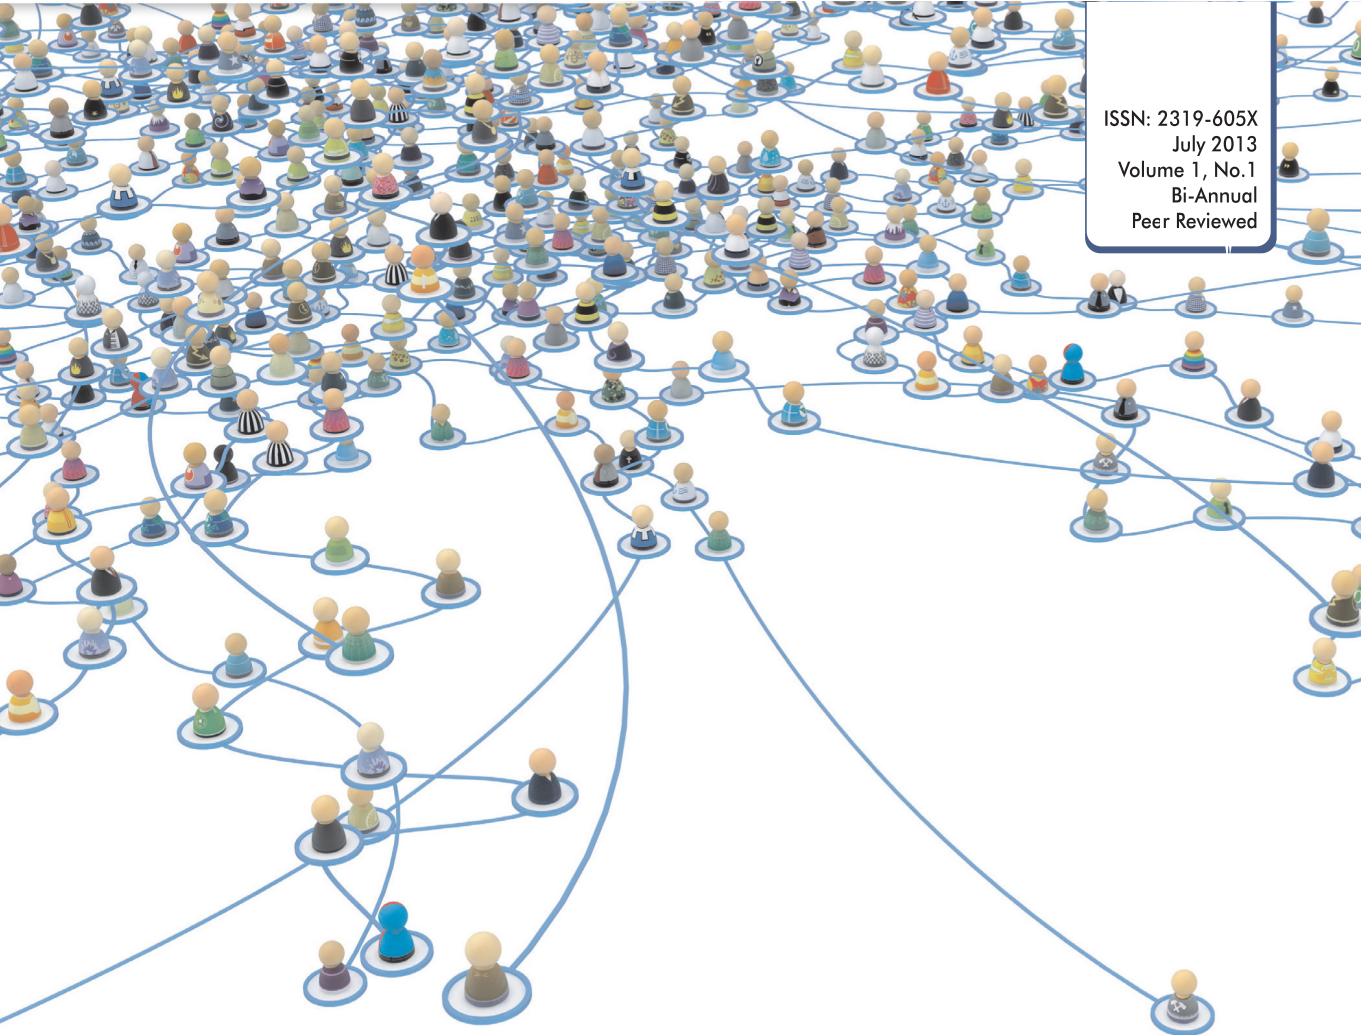 ISSN: 2319-605X
July 2013
Volume 1, No.1
Bi-Annual
Peer Reviewed